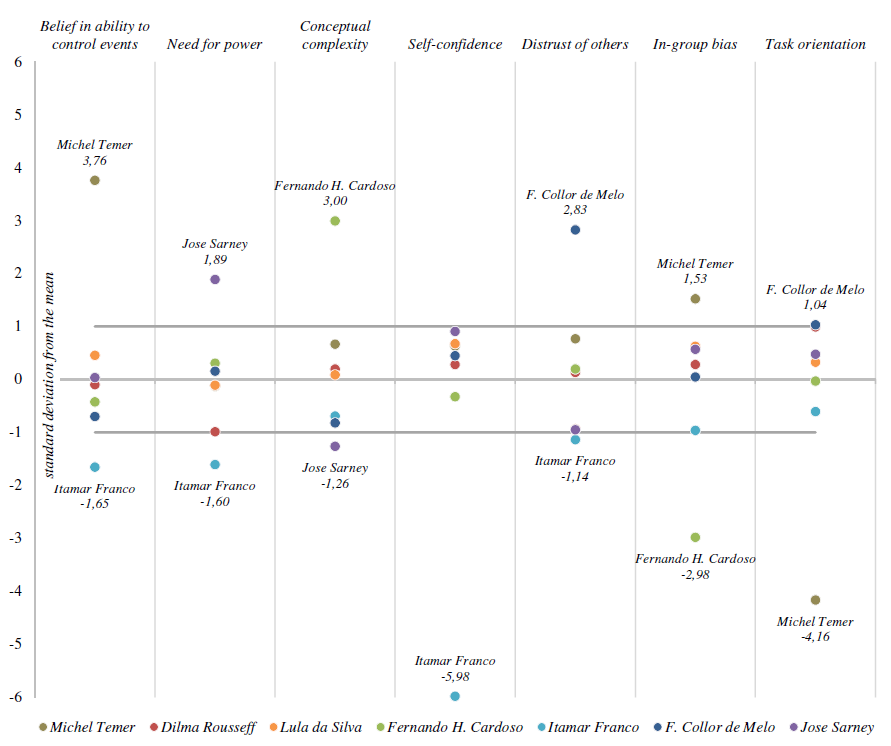 Belief in ability to
control events
Need for power
Conceptual
complexity
Self-confidence
Distrust of others
In-group bias
Task orientation
6
5
4
3
2
1
0
-1
-2
-3
-4
-5
-6
standard deviation from the mean
Michel Temer
3,76
Itamar Franco
-1,65
Jose Sarney
1,89
Itamar Franco
-1,60
Fernando H. Cardoso
3,00
Jose Sarney
-1,26
Itamar Franco
-5,98
F. Collor de Melo
2,83
Itamar Franco
-1,14
Michel Temer
1,53
Fernando H. Cardoso
-2,98
F. Collor de Melo
1,04
Michel Temer
-4,16
Michel Temer
Dilma Rousseff
Lula da Silva
Fernando H. Cardoso
Itamar Franco
F. Collor de Melo
Jose Sarney